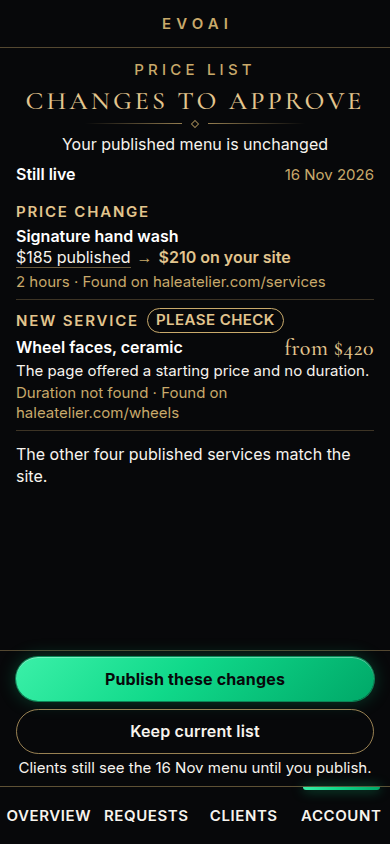 EVOAI
PRICE LIST
CHANGES TO APPROVE
Your published menu is unchanged
Still live 16 Nov 2026
PRICE CHANGE
Signature hand wash
$185 published → $210 on your site
2 hours · Found on haleatelier.com/services
NEW SERVICE PLEASE CHECK
Wheel faces, ceramic from $420
The page offered a starting price and no duration.
Duration not found · Found on
haleatelier.com/wheels
The other four published services match the
site.
Publish these changes
Keep current list
Clients still see the 16 Nov menu until you publish.
OVERVIEW REQUESTS CLIENTS ACCOUNT